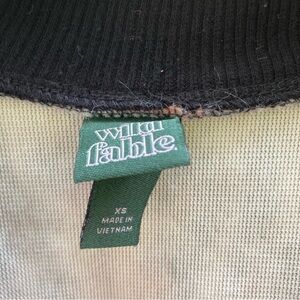 wild
fable.
XS
MADE IN
VIETNAM